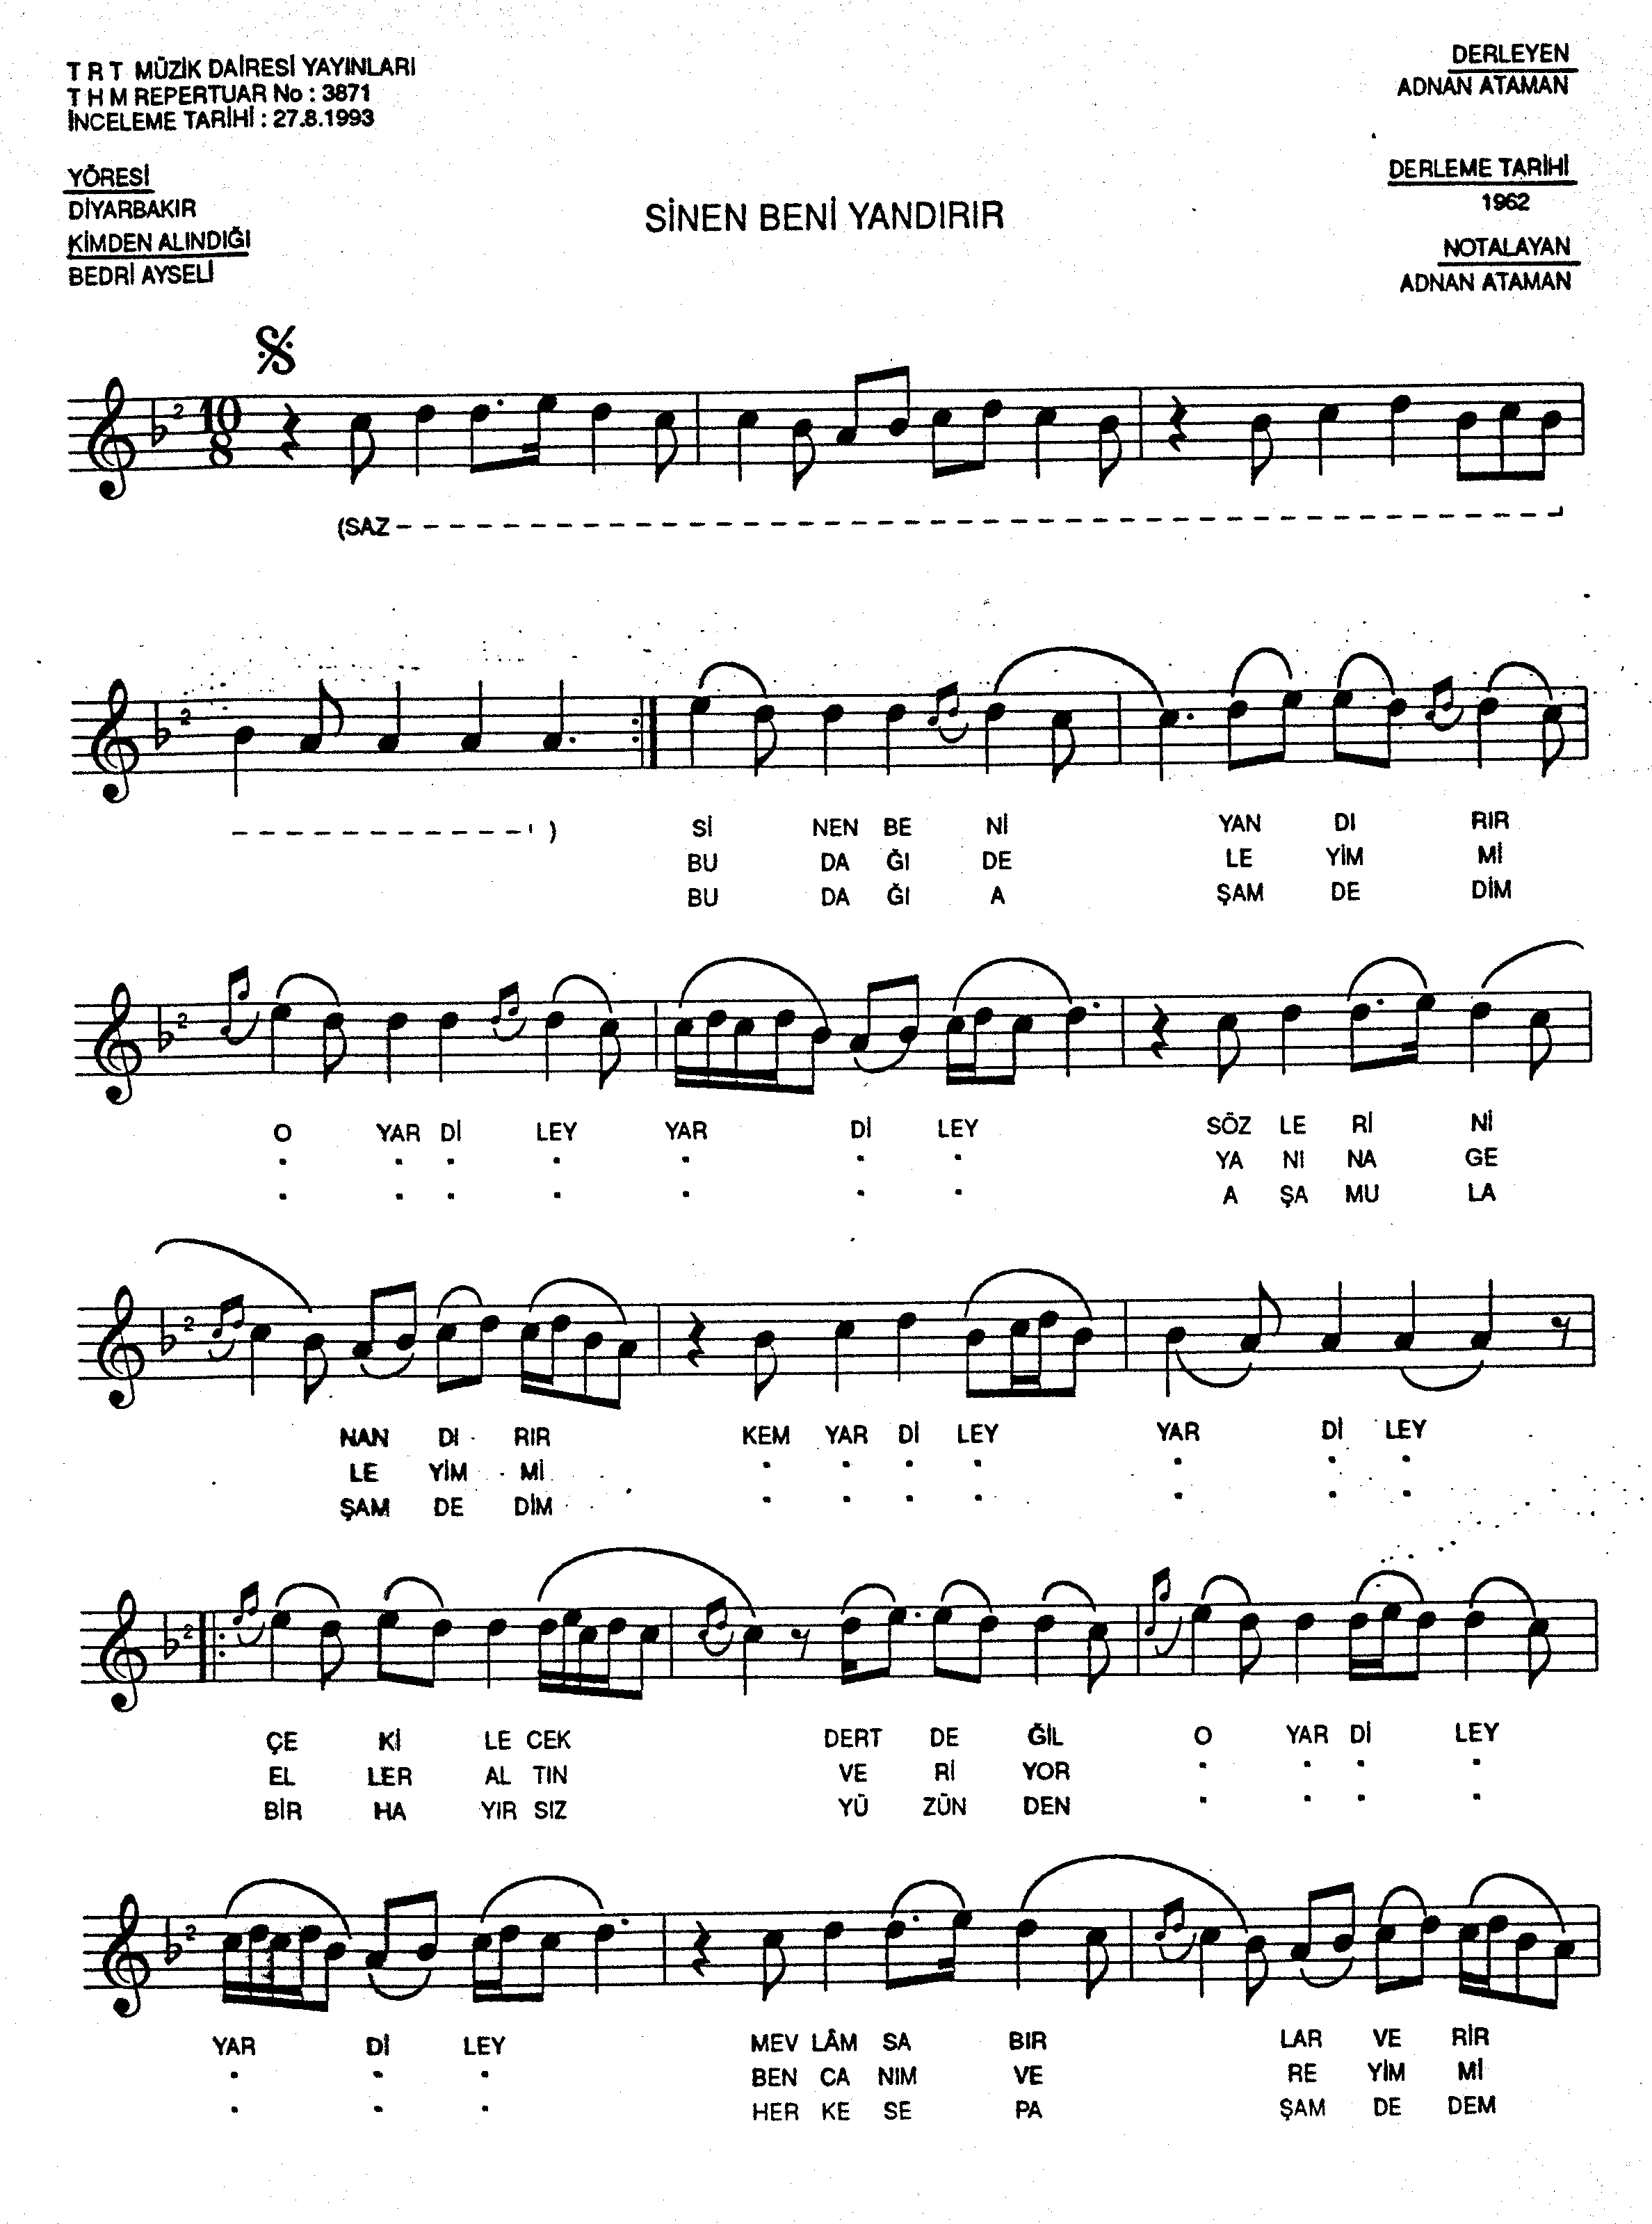 T R T MÜZİK DAİRESİ YAYINLARI
T H M REPERTUAR No : 3871
İNCELEME TARİHİ : 27.8.1993
DERLEYEN
ADNAN ATAMAN
YÖRESİ
DİYARBAKIR
KİMDEN ALINDIĞI
BEDRİ AYSELİ
SİNEN BENİ YANDIRIR
DERLEME TARİHİ
1962
NOTALAYAN
ADNAN ATAMAN
2 10 8
(SAZ
2
)
Sİ NEN BE Nİ YAN DI RIR
BU DA ĞI DE LE YİM Mİ
BU DA ĞI A ŞAM DE DİM
2
O YAR Dİ LEY YAR Dİ LEY SÖZ LE Rİ Nİ
. . . . . . . YA NI NA GE
. . . . . . . A ŞA MU LA
2
NAN DI RIR KEM YAR Dİ LEY YAR Dİ LEY
LE YİM Mİ . . . . . . .
ŞAM DE DİM . . . . . . .
2
ÇE Kİ LE CEK DERT DE ĞİL O YAR Dİ LEY
EL LER AL TIN VE Rİ YOR . . . .
BİR HA YIR SIZ YÜ ZÜN DEN . . . .
2
YAR Dİ LEY MEV LÂM SA BIR LAR VE RİR
. . . BEN CA NIM VE RE YİM Mİ
. . . HER KE SE PA ŞAM DE DEM